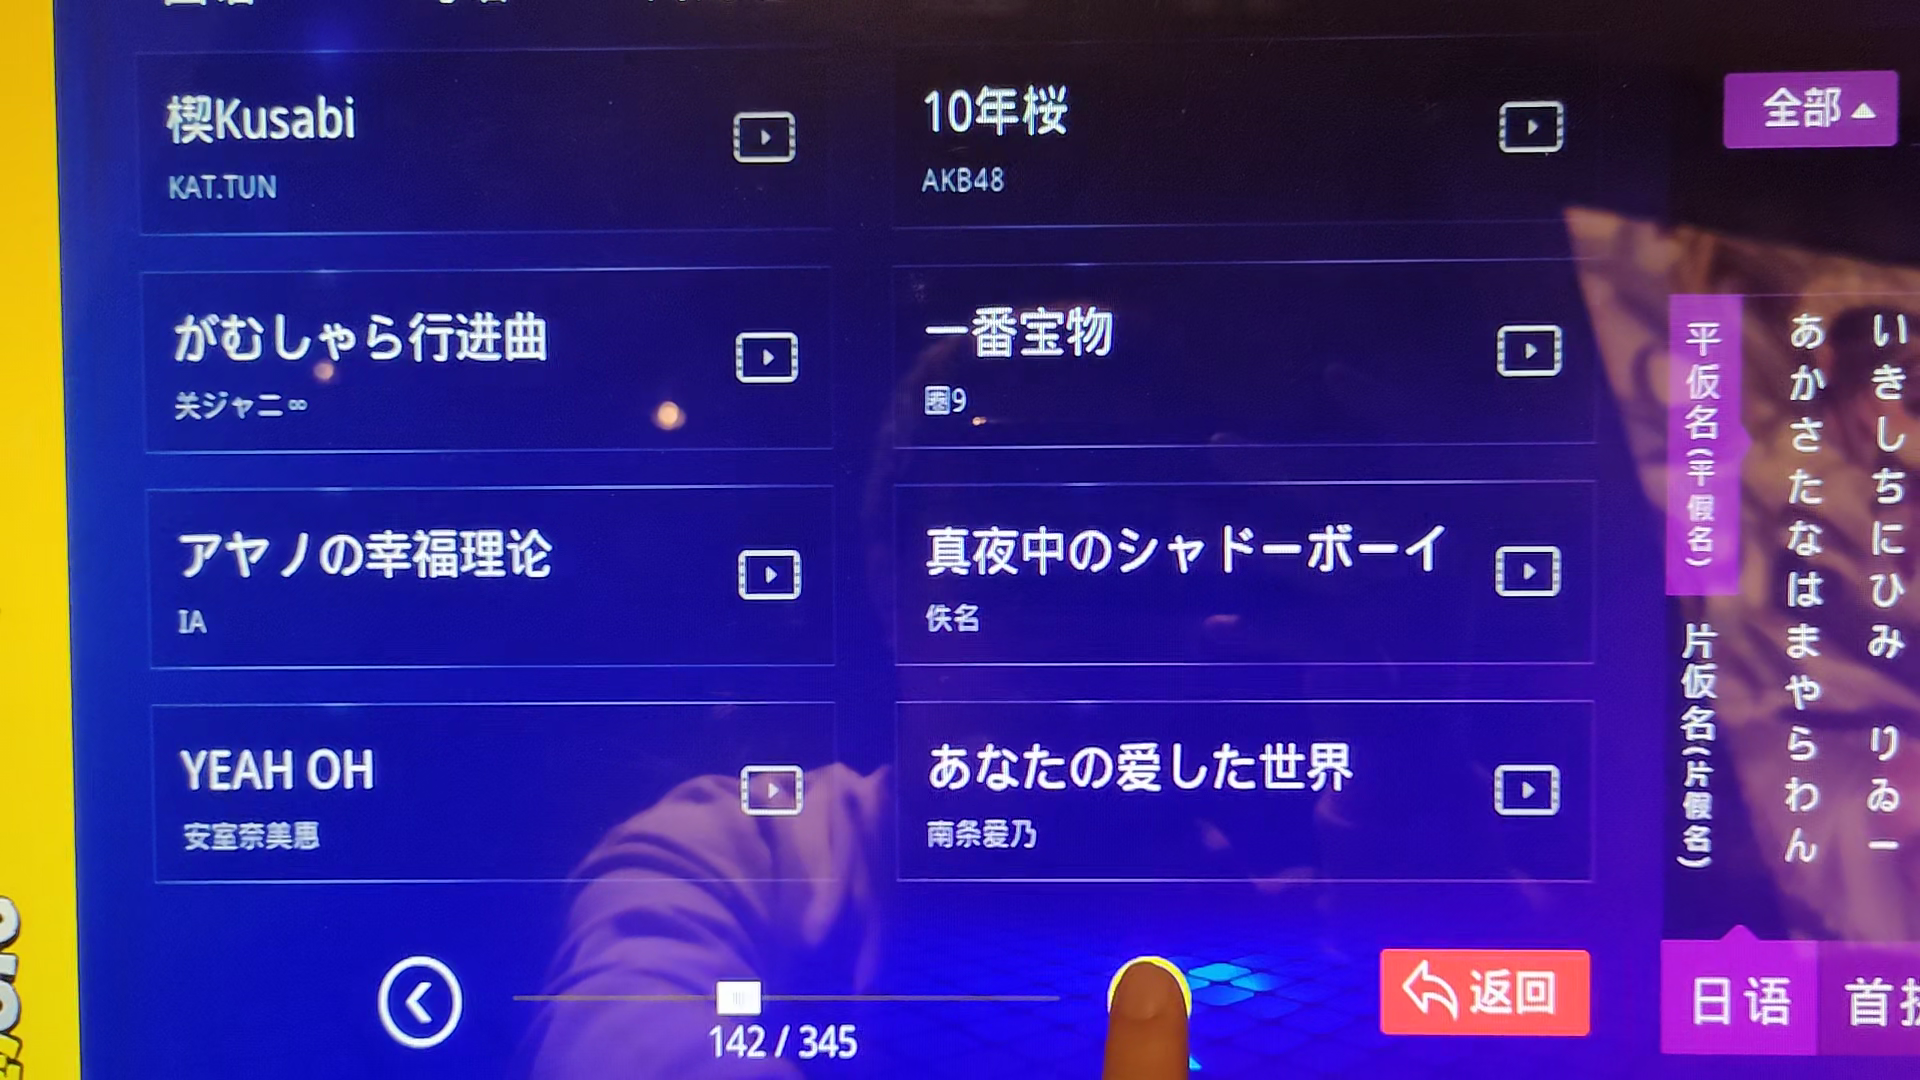 楔Kusabi
KAT.TUN
10年桜
AKB48
全部
がむしゃら行进曲
关ジャニ∞
一番宝物
圏9
アヤノの幸福理论
IA
真夜中のシャドーボーイ
佚名
YEAH OH
安室奈美惠
あなたの愛した世界
南条爱乃
平仮名(平假名)
片仮名(片假名)
あかさたなはまやらわん
いきしちにひみ りゐー
142 / 345
返回
日语
首